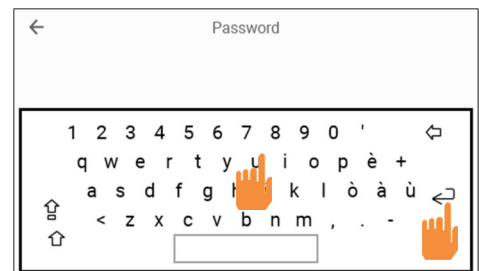 Password
1 2 3 4 5 6 7 8 9 0 '
q w e r t y u i o p è +
a s d f g k l ò à ù
< z x c v b n m , . -